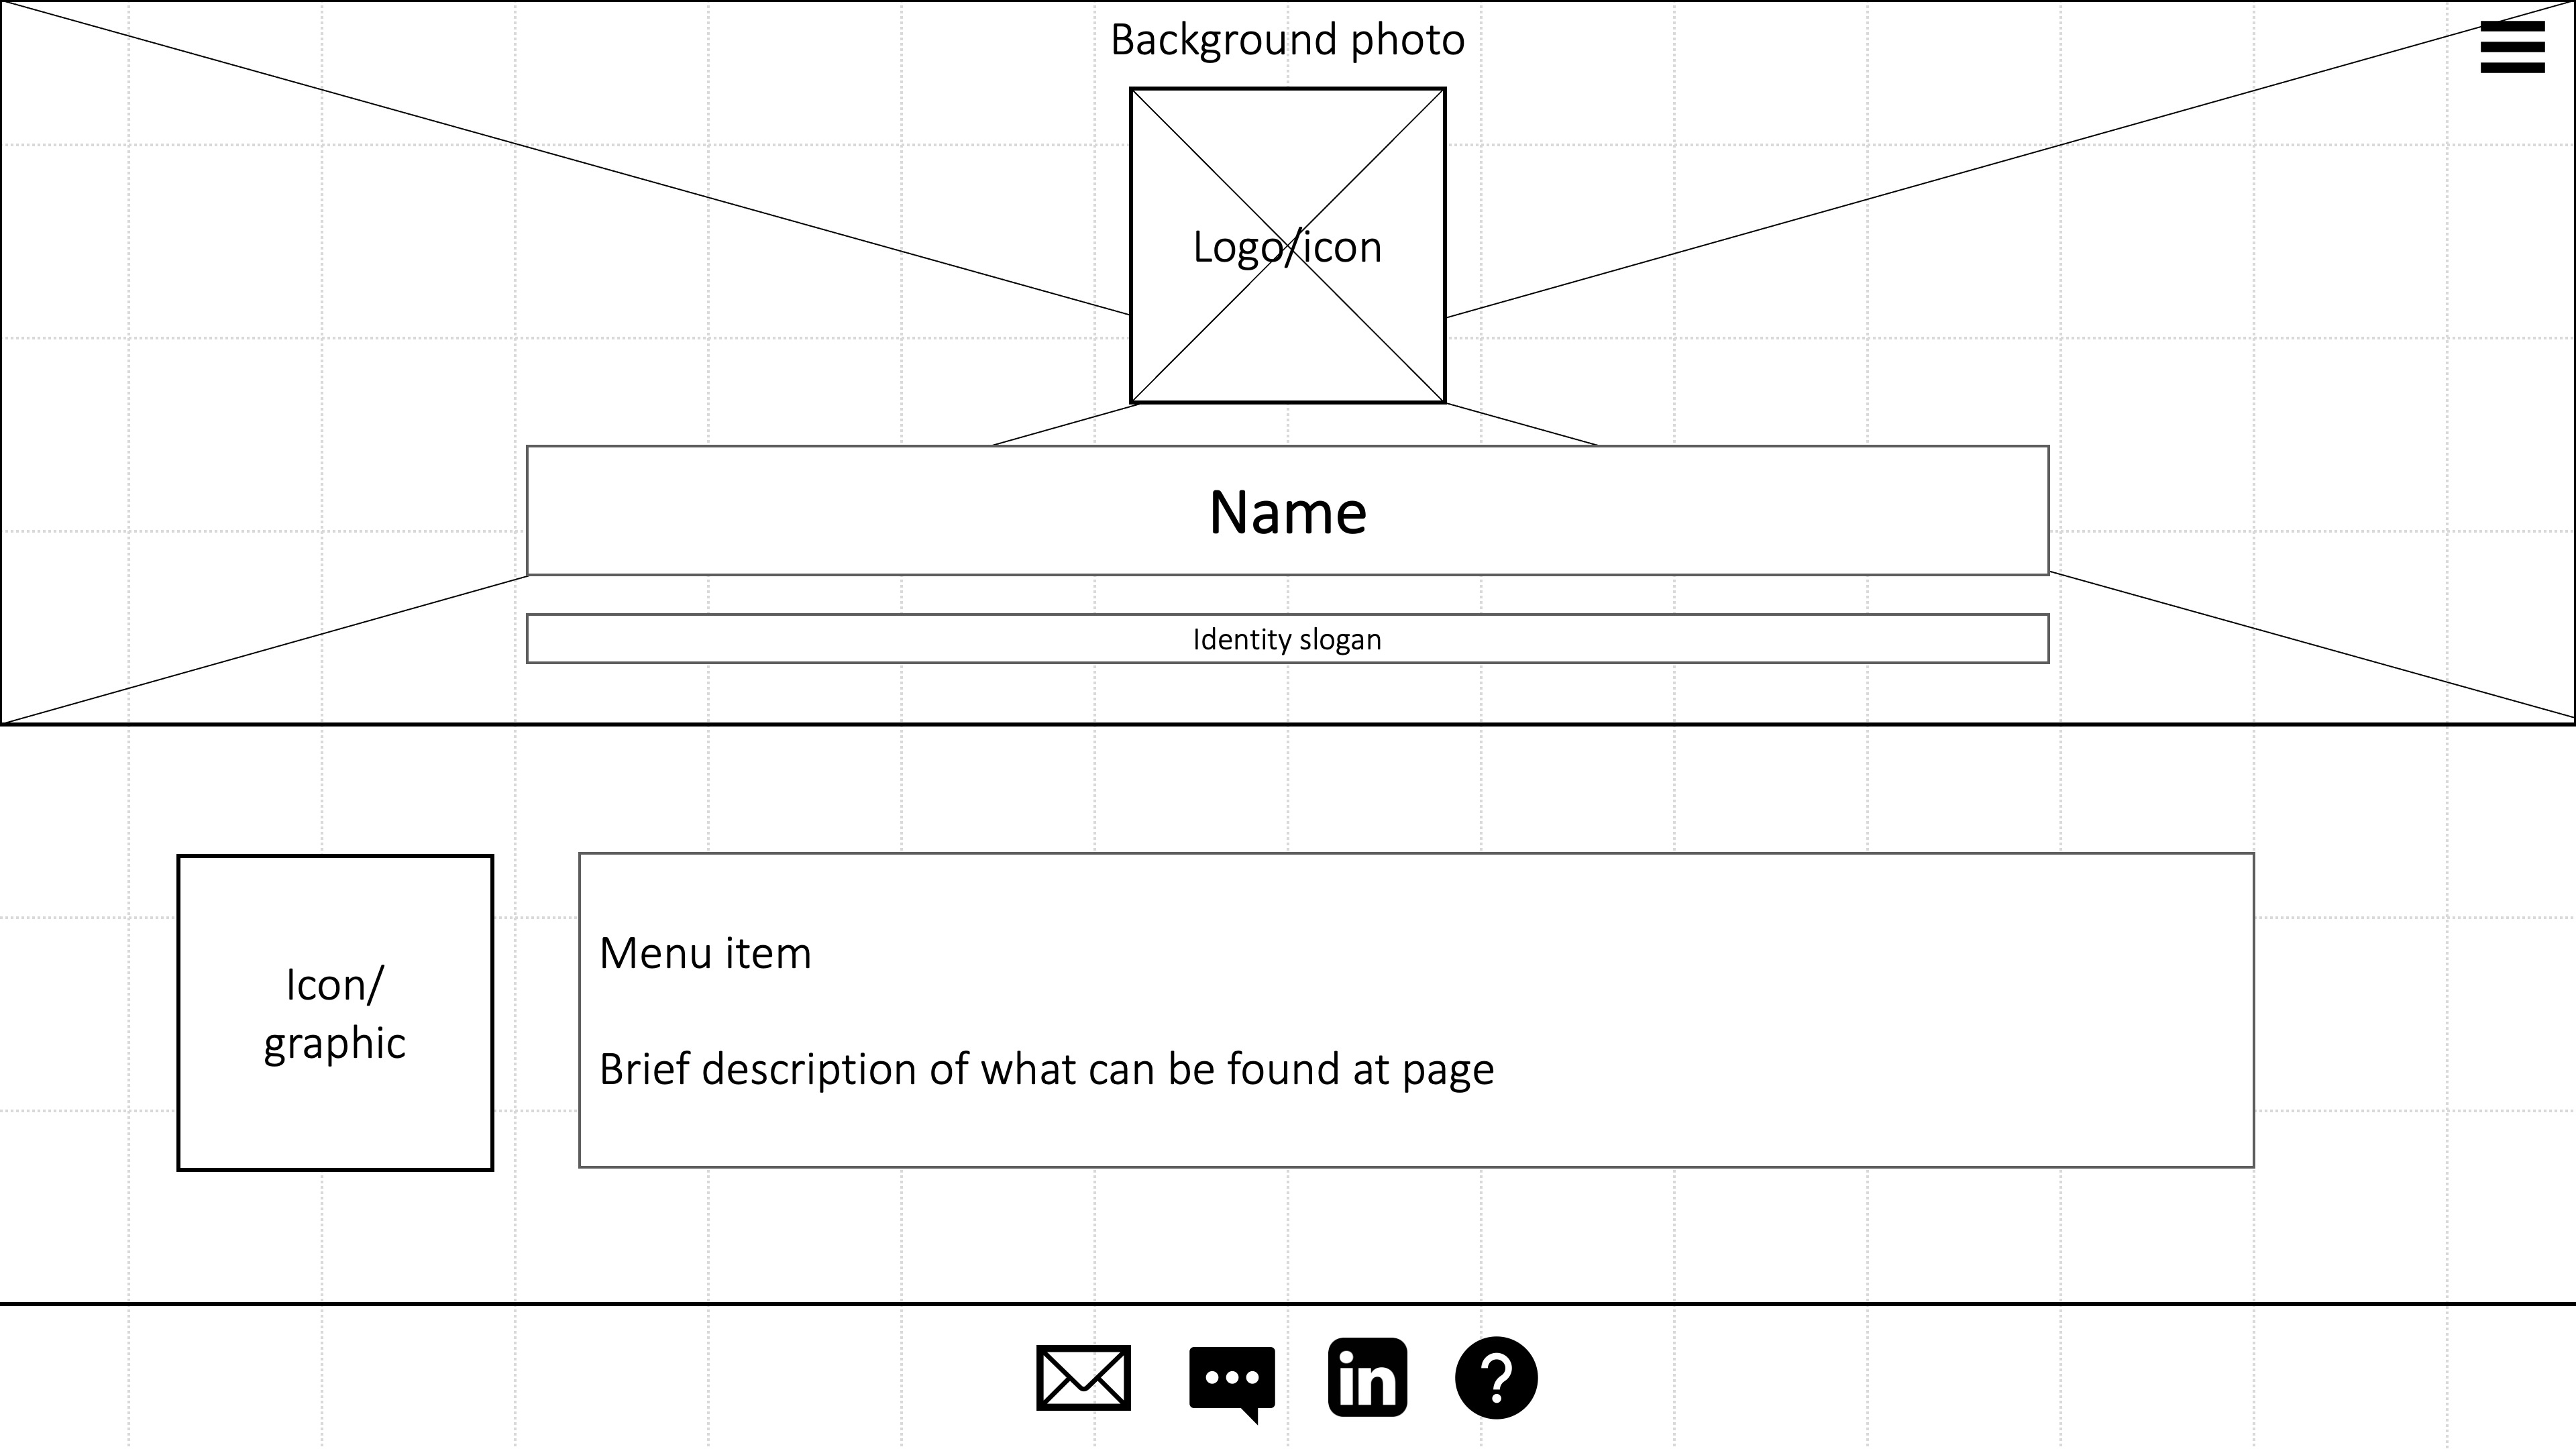 Background photo
Logo/icon
Name
Identity slogan
Icon/
graphic
Menu item
Brief description of what can be found at page
in
?